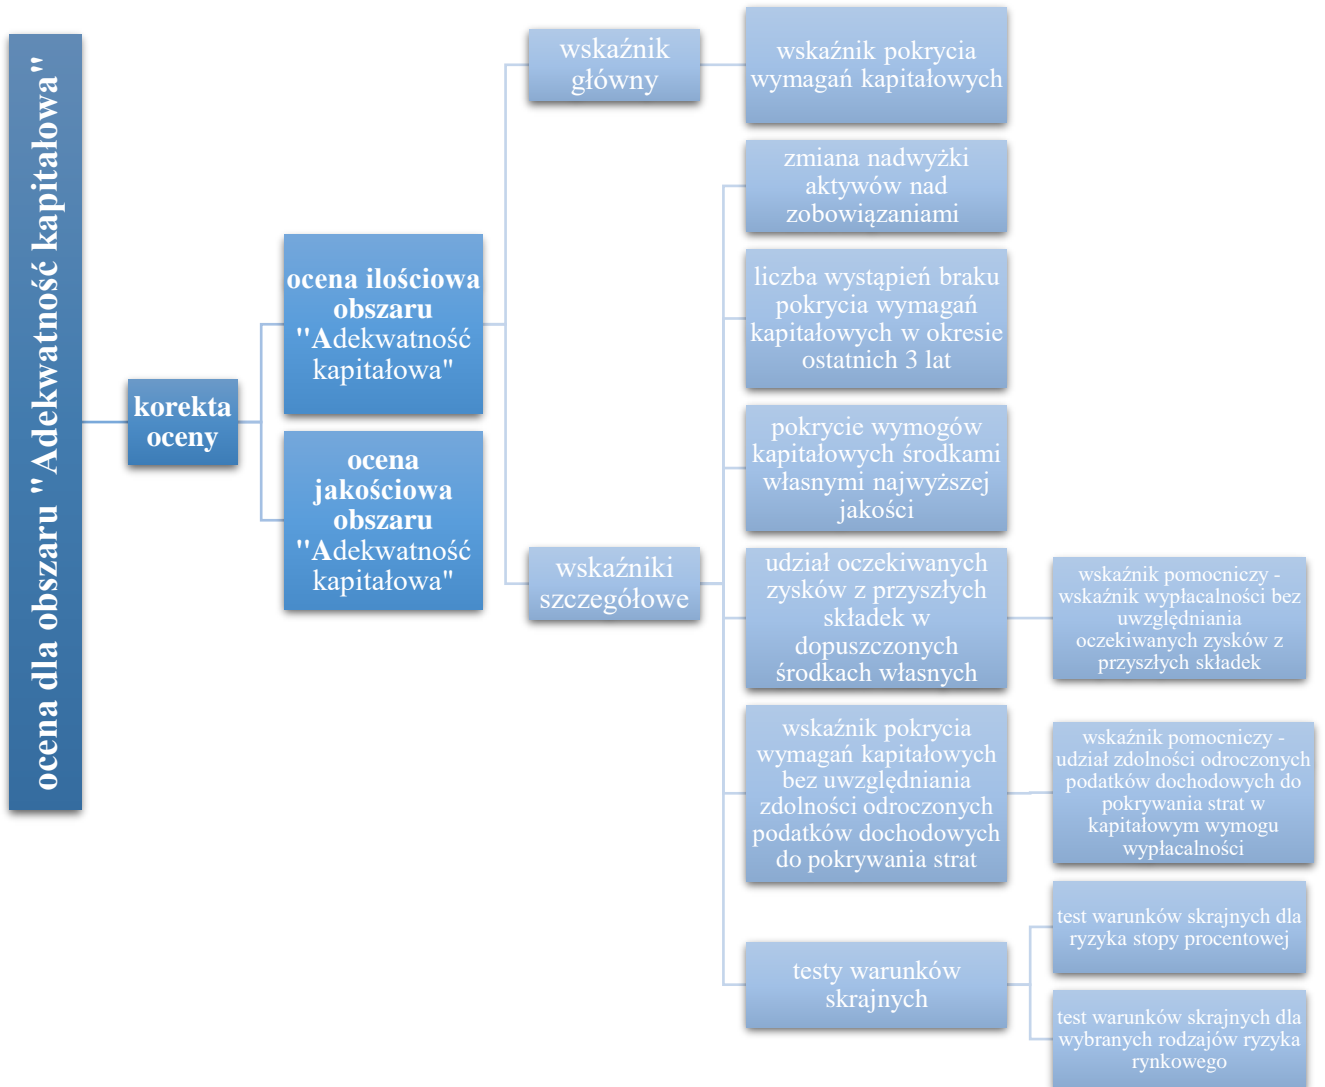 ocena dla obszaru "Adekwatność kapitałowa"
korekta
oceny
ocena ilościowa
obszaru
"Adekwatność
kapitałowa"
ocena
jakościowa
obszaru
"Adekwatność
kapitałowa"
wskaźnik
główny
wskaźnik pokrycia
wymagań kapitałowych
wskaźniki
szczegółowe
zmiana nadwyżki
aktywów nad
zobowiązaniami
liczba wystąpień braku
pokrycia wymagań
kapitałowych w okresie
ostatnich 3 lat
pokrycie wymogów
kapitałowych środkami
własnymi najwyższej
jakości
udział oczekiwanych
zysków z przyszłych
składek w
dopuszczonych
środkach własnych
wskaźnik pomocniczy -
wskaźnik wypłacalności bez
uwzględniania
oczekiwanych zysków z
przyszłych składek
wskaźnik pokrycia
wymagań kapitałowych
bez uwzględniania
zdolności odroczonych
podatków dochodowych
do pokrywania strat
wskaźnik pomocniczy -
udział zdolności odroczonych
podatków dochodowych do
pokrywania strat w
kapitałowym wymogu
wypłacalności
testy warunków
skrajnych
test warunków skrajnych dla
ryzyka stopy procentowej
test warunków skrajnych dla
wybranych rodzajów ryzyka
rynkowego